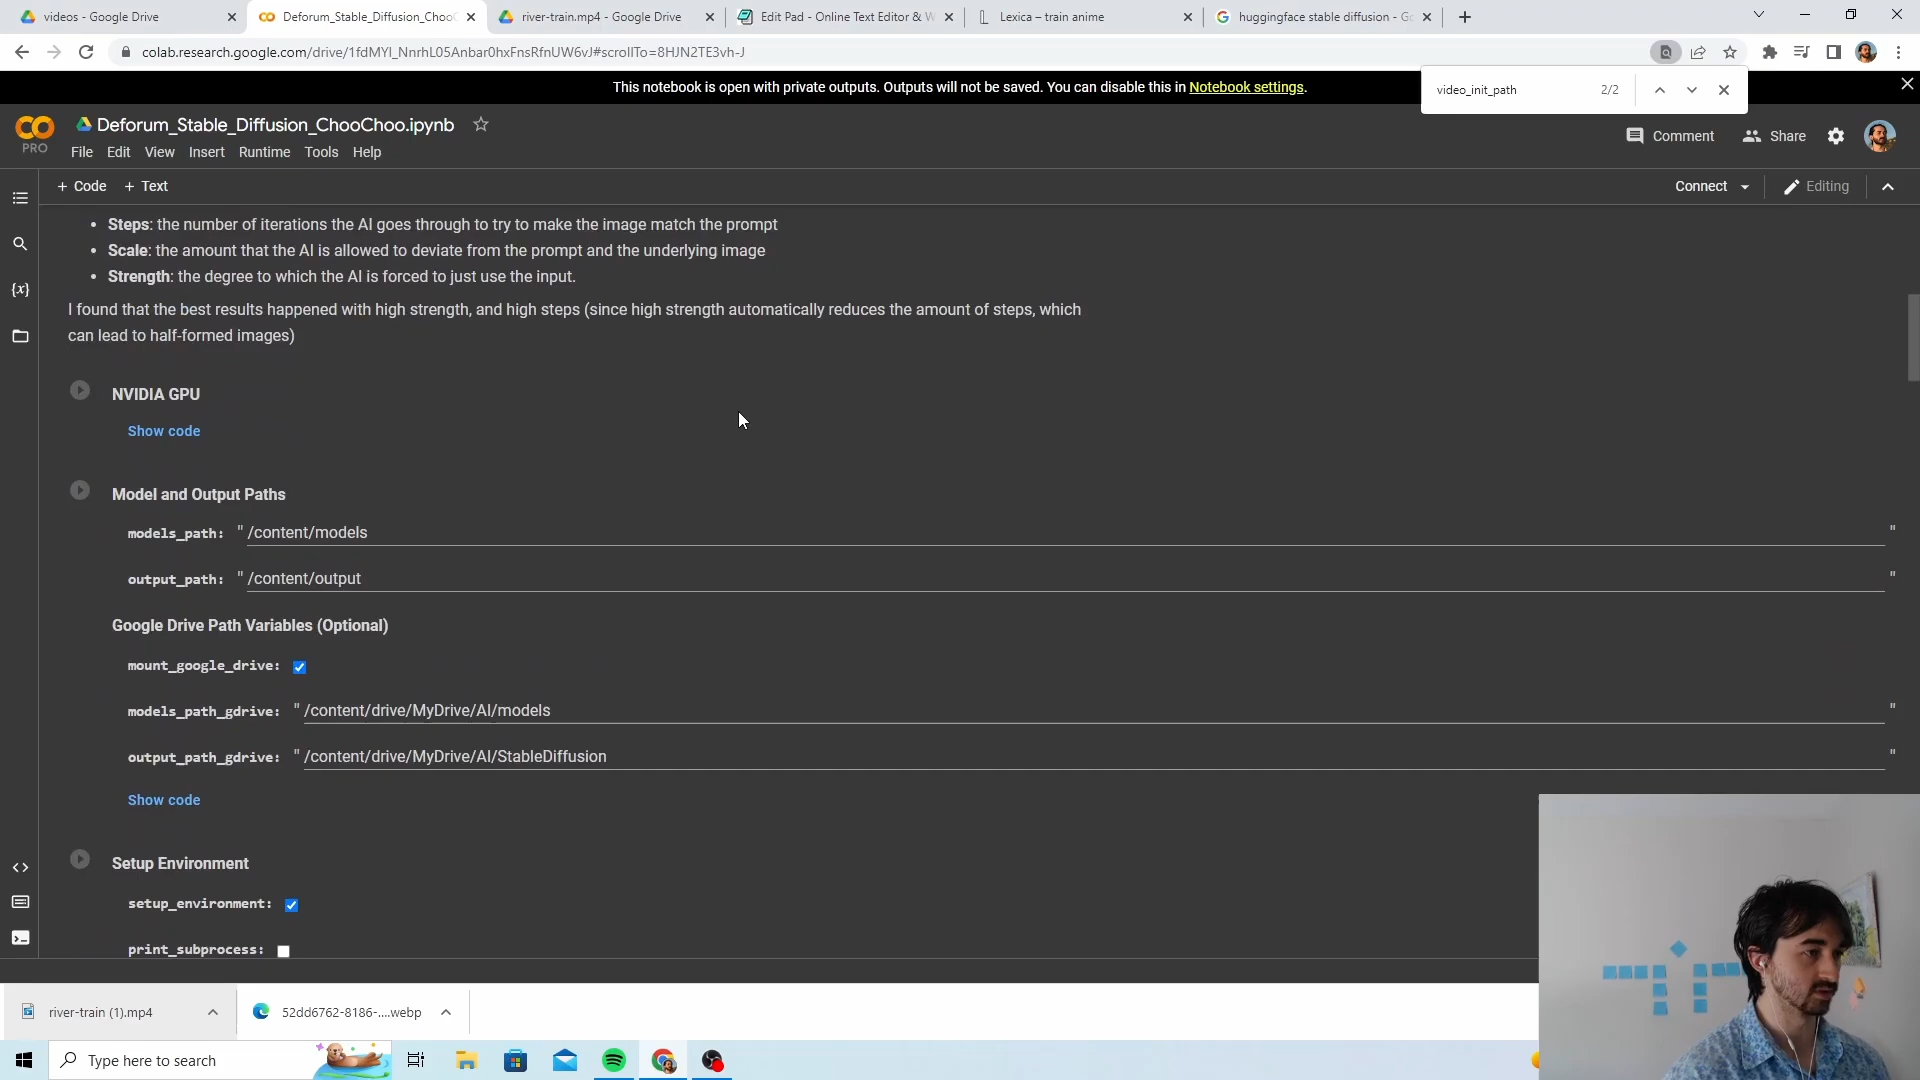 videos - Google Drive
Deforum_Stable_Diffusion_Choo
river-train.mp4 - Google Drive
Edit Pad - Online Text Editor & W
Lexica – train anime
huggingface stable diffusion - Go
colab.research.google.com/drive/1fdMYl_NnrhL05Anbar0hxFnsRfnUW6vJ#scrollTo=8HJN2TE3vh-J
This notebook is open with private outputs. Outputs will not be saved. You can disable this in Notebook settings.
video_init_path 2/2
PRO
Deforum_Stable_Diffusion_ChooChoo.ipynb
Comment
Share
File Edit View Insert Runtime Tools Help
+ Code + Text
Connect
Editing
{x}
• Steps: the number of iterations the AI goes through to try to make the image match the prompt
• Scale: the amount that the AI is allowed to deviate from the prompt and the underlying image
• Strength: the degree to which the AI is forced to just use the input.
I found that the best results happened with high strength, and high steps (since high strength automatically reduces the amount of steps, which
can lead to half-formed images)
NVIDIA GPU
Show code
Model and Output Paths
models_path: "/content/models"
output_path: "/content/output"
Google Drive Path Variables (Optional)
mount_google_drive:
models_path_gdrive: "/content/drive/MyDrive/AI/models"
output_path_gdrive: "/content/drive/MyDrive/AI/StableDiffusion"
Show code
Setup Environment
setup_environment:
print_subprocess:
river-train (1).mp4
52dd6762-8186-....webp
Type here to search